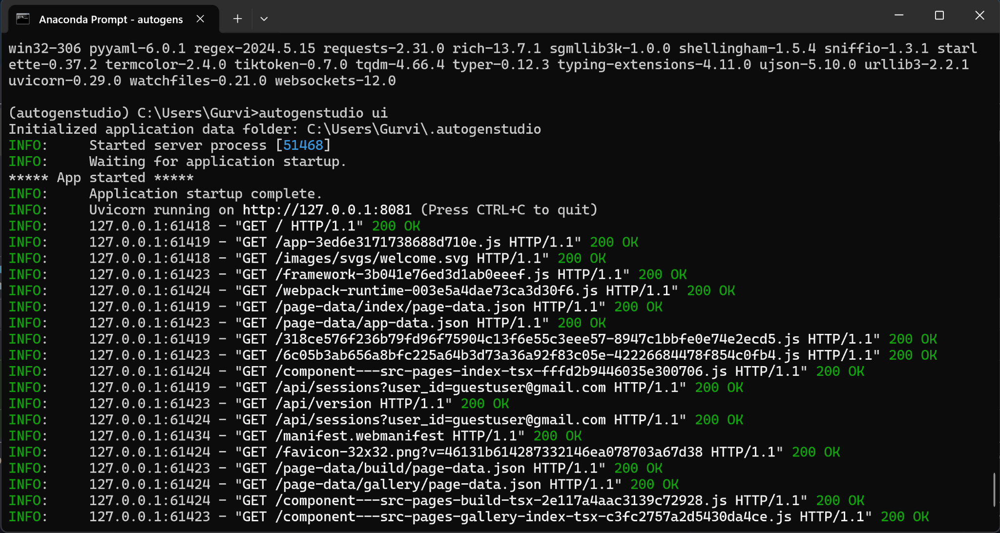 Anaconda Prompt - autogens
win32-306 pyyaml-6.0.1 regex-2024.5.15 requests-2.31.0 rich-13.7.1 sgmllib3k-1.0.0 shellingham-1.5.4 sniffio-1.3.1 starl
ette-0.37.2 termcolor-2.4.0 tiktoken-0.7.0 tqdm-4.66.4 typer-0.12.3 typing-extensions-4.11.0 ujson-5.10.0 urllib3-2.2.1
uvicorn-0.29.0 watchfiles-0.21.0 websockets-12.0
(autogenstudio) C:\Users\Gurvi>autogenstudio ui
Initialized application data folder: C:\Users\Gurvi\.autogenstudio
INFO:     Started server process [51468]
INFO:     Waiting for application startup.
***** App started *****
INFO:     Application startup complete.
INFO:     Uvicorn running on http://127.0.0.1:8081 (Press CTRL+C to quit)
INFO:     127.0.0.1:61418 - "GET / HTTP/1.1" 200 OK
INFO:     127.0.0.1:61419 - "GET /app-3ed6e3171738688d710e.js HTTP/1.1" 200 OK
INFO:     127.0.0.1:61418 - "GET /images/svgs/welcome.svg HTTP/1.1" 200 OK
INFO:     127.0.0.1:61423 - "GET /framework-3b041e76ed3d1ab0eeef.js HTTP/1.1" 200 OK
INFO:     127.0.0.1:61424 - "GET /webpack-runtime-003e5a4dae73ca3d30f6.js HTTP/1.1" 200 OK
INFO:     127.0.0.1:61419 - "GET /page-data/index/page-data.json HTTP/1.1" 200 OK
INFO:     127.0.0.1:61423 - "GET /page-data/app-data.json HTTP/1.1" 200 OK
INFO:     127.0.0.1:61419 - "GET /318ce576f236b79fd96f75904c13f6e55c3eee57-8947c1bbfe0e74e2ecd5.js HTTP/1.1" 200 OK
INFO:     127.0.0.1:61423 - "GET /6c05b3ab656a8bfc225a64b3d73a36a92f83c05e-42226684478f854c0fb4.js HTTP/1.1" 200 OK
INFO:     127.0.0.1:61424 - "GET /component---src-pages-index-tsx-fffd2b9446035e300706.js HTTP/1.1" 200 OK
INFO:     127.0.0.1:61419 - "GET /api/sessions?user_id=guestuser@gmail.com HTTP/1.1" 200 OK
INFO:     127.0.0.1:61423 - "GET /api/version HTTP/1.1" 200 OK
INFO:     127.0.0.1:61424 - "GET /api/sessions?user_id=guestuser@gmail.com HTTP/1.1" 200 OK
INFO:     127.0.0.1:61434 - "GET /manifest.webmanifest HTTP/1.1" 200 OK
INFO:     127.0.0.1:61424 - "GET /favicon-32x32.png?v=46131b614287332146ea078703a67d38 HTTP/1.1" 200 OK
INFO:     127.0.0.1:61423 - "GET /page-data/build/page-data.json HTTP/1.1" 200 OK
INFO:     127.0.0.1:61424 - "GET /page-data/gallery/page-data.json HTTP/1.1" 200 OK
INFO:     127.0.0.1:61424 - "GET /component---src-pages-build-tsx-2e117a4aac3139c72928.js HTTP/1.1" 200 OK
INFO:     127.0.0.1:61423 - "GET /component---src-pages-gallery-index-tsx-c3fc2757a2d5430da4ce.js HTTP/1.1" 200 OK